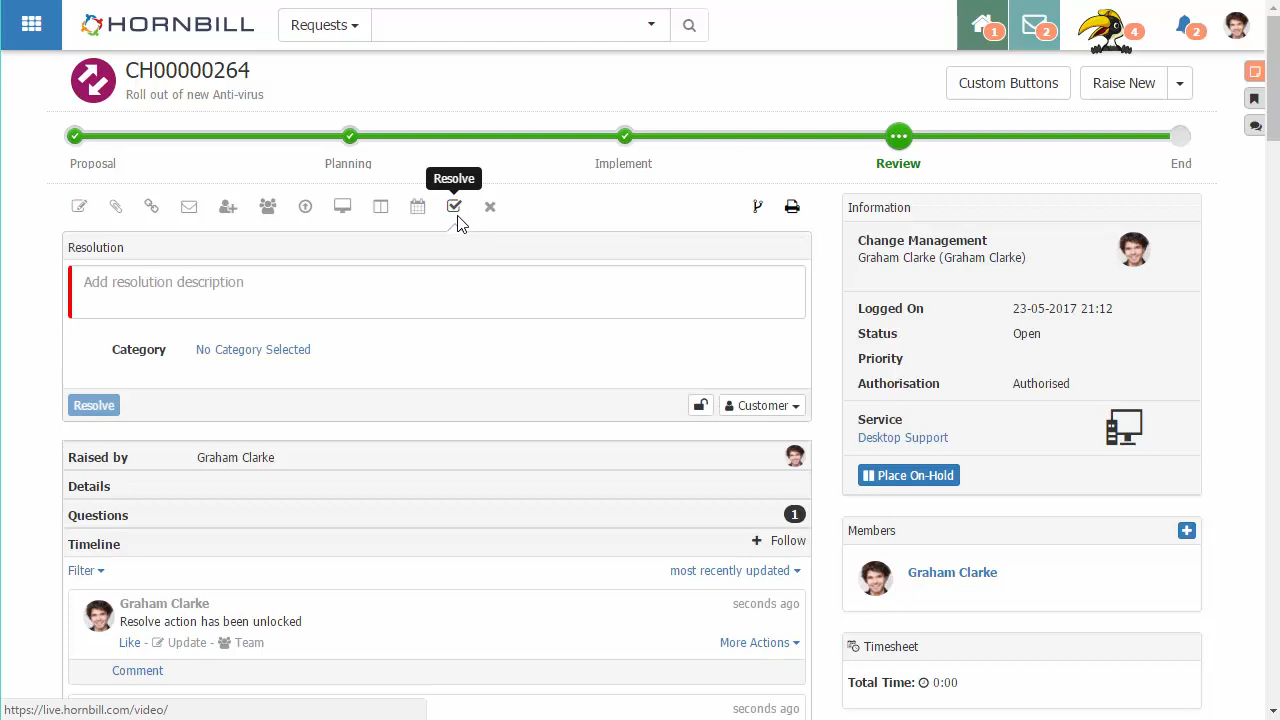 HORNBILL
Requests
1
2
4
2
CH00000264
Roll out of new Anti-virus
Custom Buttons
Raise New
Proposal
Planning
Implement
Review
End
Resolve
Resolution
Add resolution description
Category
No Category Selected
Resolve
Customer
Raised by
Graham Clarke
Details
Questions
1
Timeline
Follow
Filter
most recently updated
Graham Clarke
seconds ago
Resolve action has been unlocked
Like - Update - Team
More Actions
Comment
seconds ago
https://live.hornbill.com/video/
Information
Change Management
Graham Clarke (Graham Clarke)
Logged On
23-05-2017 21:12
Status
Open
Priority
Authorisation
Authorised
Service
Desktop Support
Place On-Hold
Members
Graham Clarke
Timesheet
Total Time: 0:00